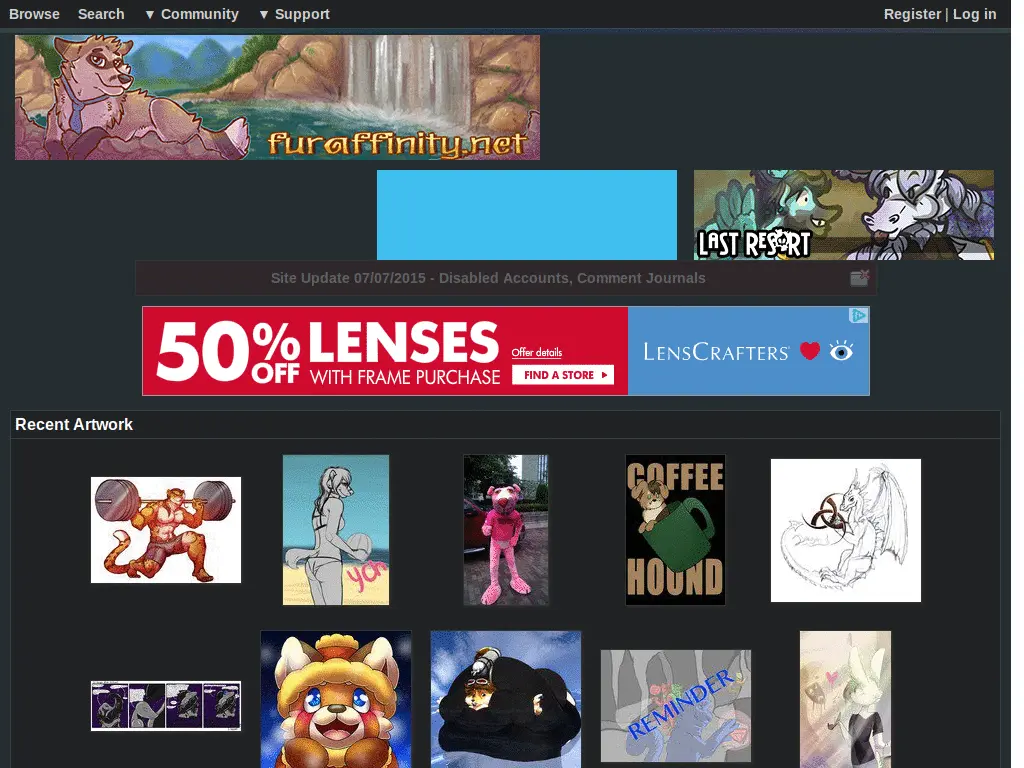 Browse Search ▼ Community ▼ Support Register | Log in
furaffinity.net
LAST RESORT
Site Update 07/07/2015 - Disabled Accounts, Comment Journals
50% OFF LENSES WITH FRAME PURCHASE
Offer details
FIND A STORE
LENSCRAFTERS
Recent Artwork
YCH
COFFEE
HOUND
REMINDER